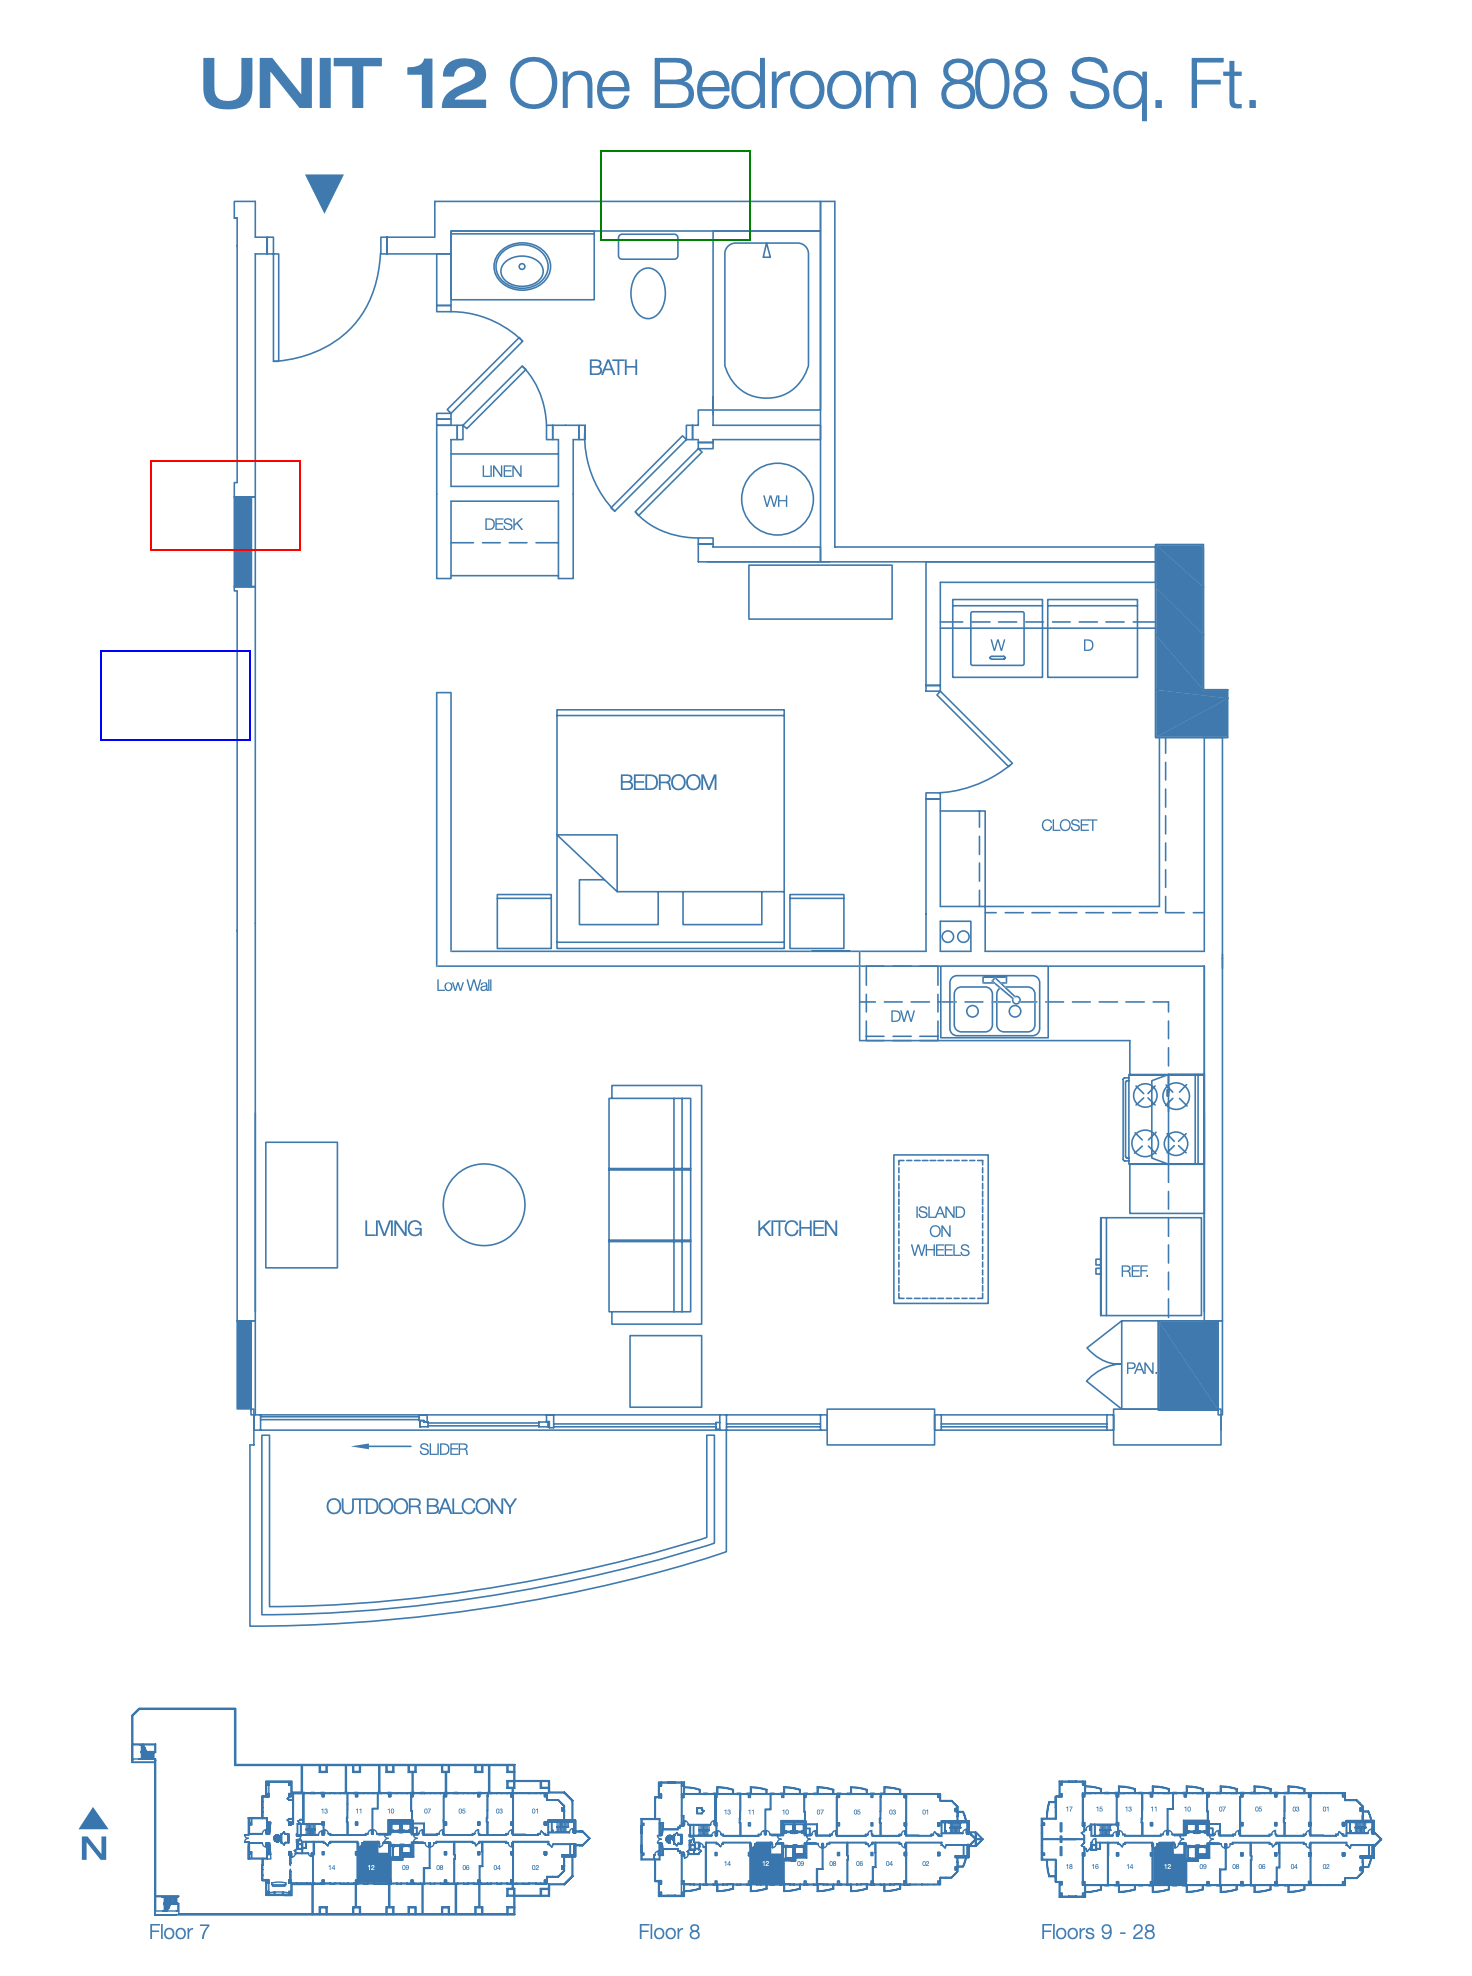 UNIT 12 One Bedroom 808 Sq. Ft.
BATH
LINEN
WH
DESK
W
D
BEDROOM
CLOSET
Low Wall
DW
LIVING
KITCHEN
ISLAND
ON
WHEELS
REF.
PAN.
SLIDER
OUTDOOR BALCONY
N
13 11 10 07 05 03 01
14 12 09 08 06 04 02
Floor 7
13 11 10 07 05 03 01
14 12 09 08 06 04 02
Floor 8
17 15 13 11 10 07 05 03 01
18 16 14 12 09 08 06 04 02
Floors 9 - 28